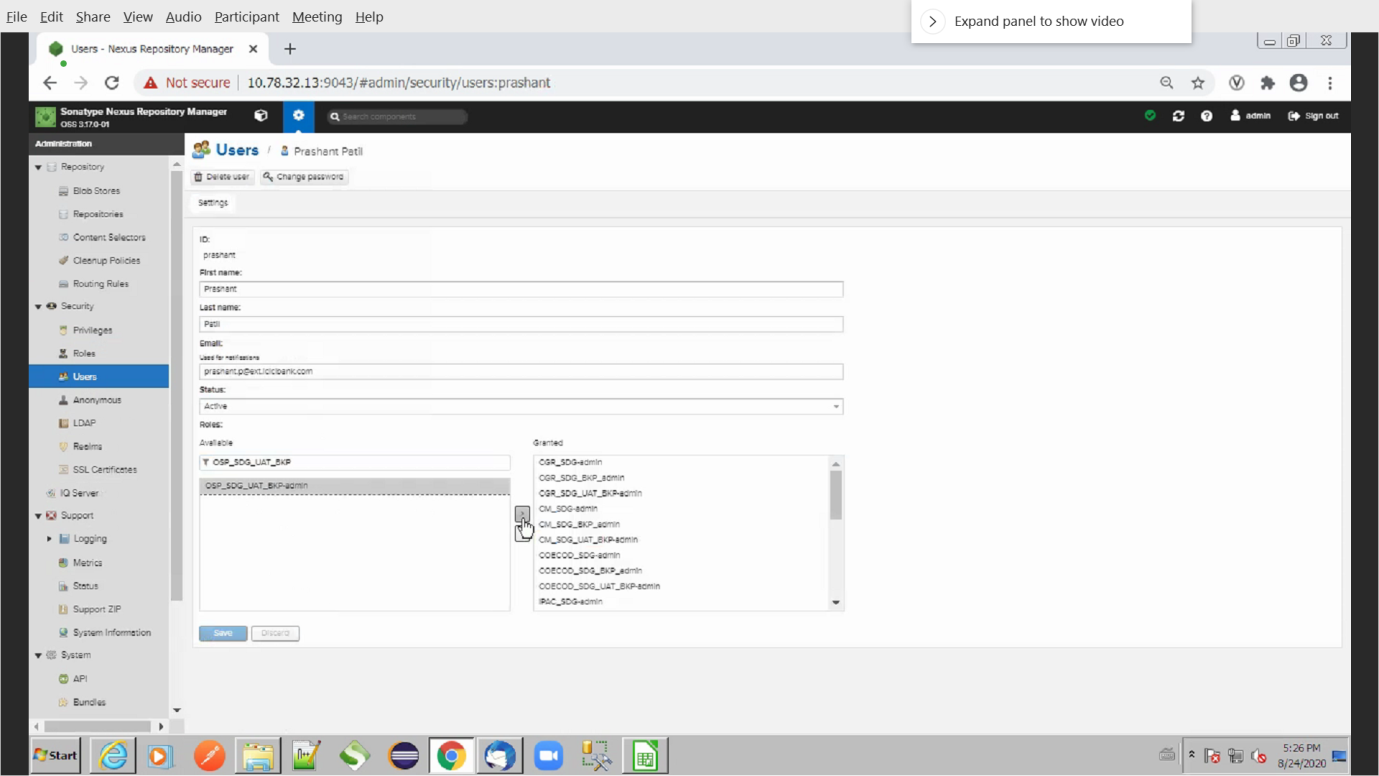 File Edit Share View Audio Participant Meeting Help
Expand panel to show video
Users - Nexus Repository Manager
Not secure 10.78.32.13:9043/#admin/security/users:prashant
Sonatype Nexus Repository Manager
OSS 3.17.0-01
Search components
admin
Sign out
Administration
Repository
Blob Stores
Repositories
Content Selectors
Cleanup Policies
Routing Rules
Security
Privileges
Roles
Users
Anonymous
LDAP
Realms
SSL Certificates
IQ Server
Support
Logging
Metrics
Status
Support ZIP
System Information
System
API
Bundles
Users / Prashant Patil
Delete user Change password
Settings
ID:
prashant
First name:
Prashant
Last name:
Patil
Email:
Used for notifications
prashant.p@ext.icicibank.com
Status:
Active
Roles:
Available
OSP_SDG_UAT_BKP
OSP_SDG_UAT_BKP-admin
Granted
CGR_SDG-admin
CGR_SDG_BKP_admin
CGR_SDG_UAT_BKP-admin
CM_SDG-admin
CM_SDG_BKP_admin
CM_SDG_UAT_BKP-admin
COECOD_SDG-admin
COECOD_SDG_BKP_admin
COECOD_SDG_UAT_BKP-admin
IPAC_SDG-admin
Save Discard
Start
5:26 PM
8/24/2020